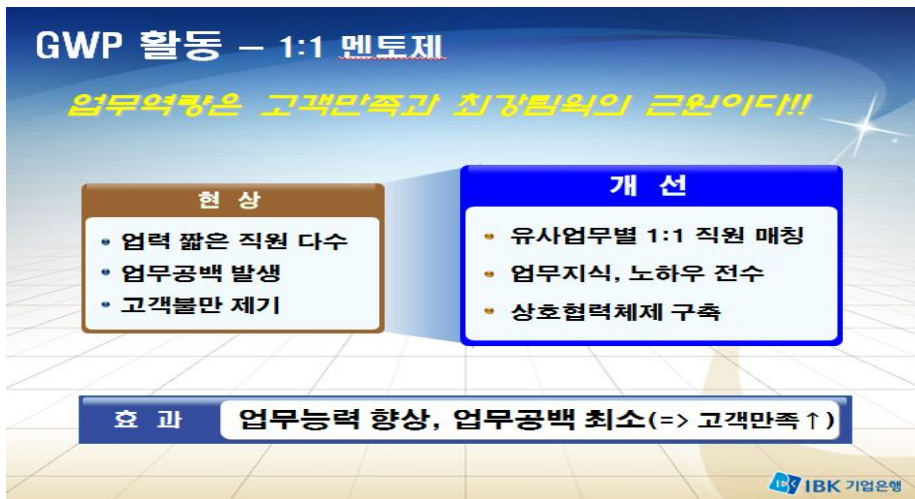 GWP 활동 – 1:1 멘토제
업무역량은 고객만족과 최강팀웍의 근원이다!!
현 상
• 업력 짧은 직원 다수
• 업무공백 발생
• 고객불만 제기
개 선
• 유사업무별 1:1 직원 매칭
• 업무지식, 노하우 전수
• 상호협력체제 구축
효 과 업무능력 향상, 업무공백 최소(=> 고객만족↑)
IBK 기업은행